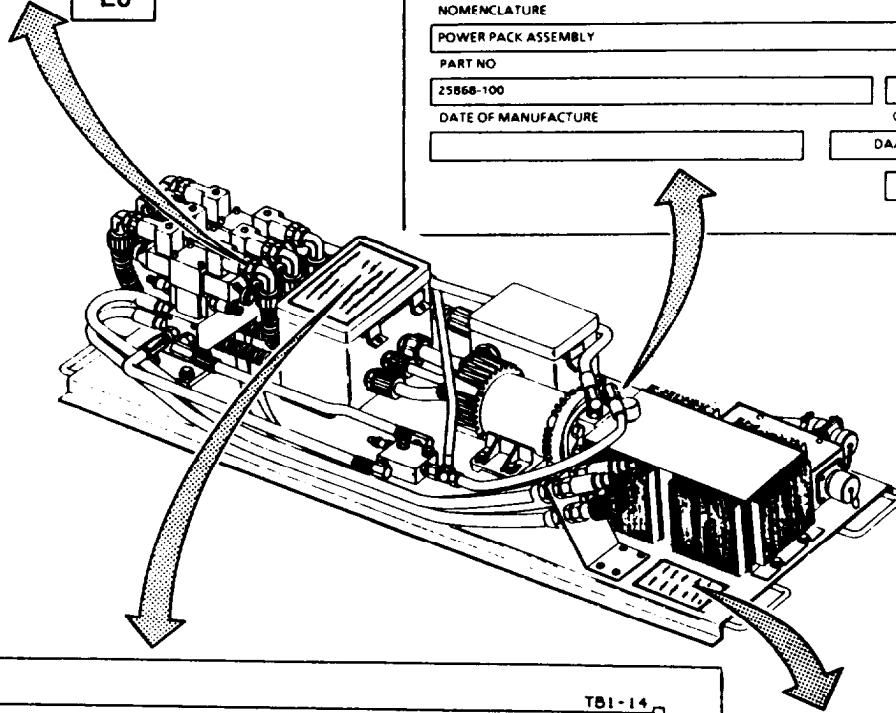 NOMENCLATURE
POWER PACK ASSEMBLY
PART NO
25868-100
DATE OF MANUFACTURE
TB1-14